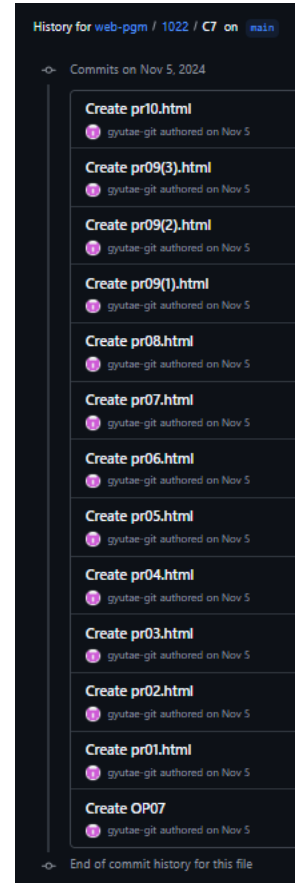 History for web-pgm / 1022 / C7 on main
Commits on Nov 5, 2024
Create pr10.html
gyutae-git authored on Nov 5
Create pr09(3).html
gyutae-git authored on Nov 5
Create pr09(2).html
gyutae-git authored on Nov 5
Create pr09(1).html
gyutae-git authored on Nov 5
Create pr08.html
gyutae-git authored on Nov 5
Create pr07.html
gyutae-git authored on Nov 5
Create pr06.html
gyutae-git authored on Nov 5
Create pr05.html
gyutae-git authored on Nov 5
Create pr04.html
gyutae-git authored on Nov 5
Create pr03.html
gyutae-git authored on Nov 5
Create pr02.html
gyutae-git authored on Nov 5
Create pr01.html
gyutae-git authored on Nov 5
Create OP07
gyutae-git authored on Nov 5
End of commit history for this file